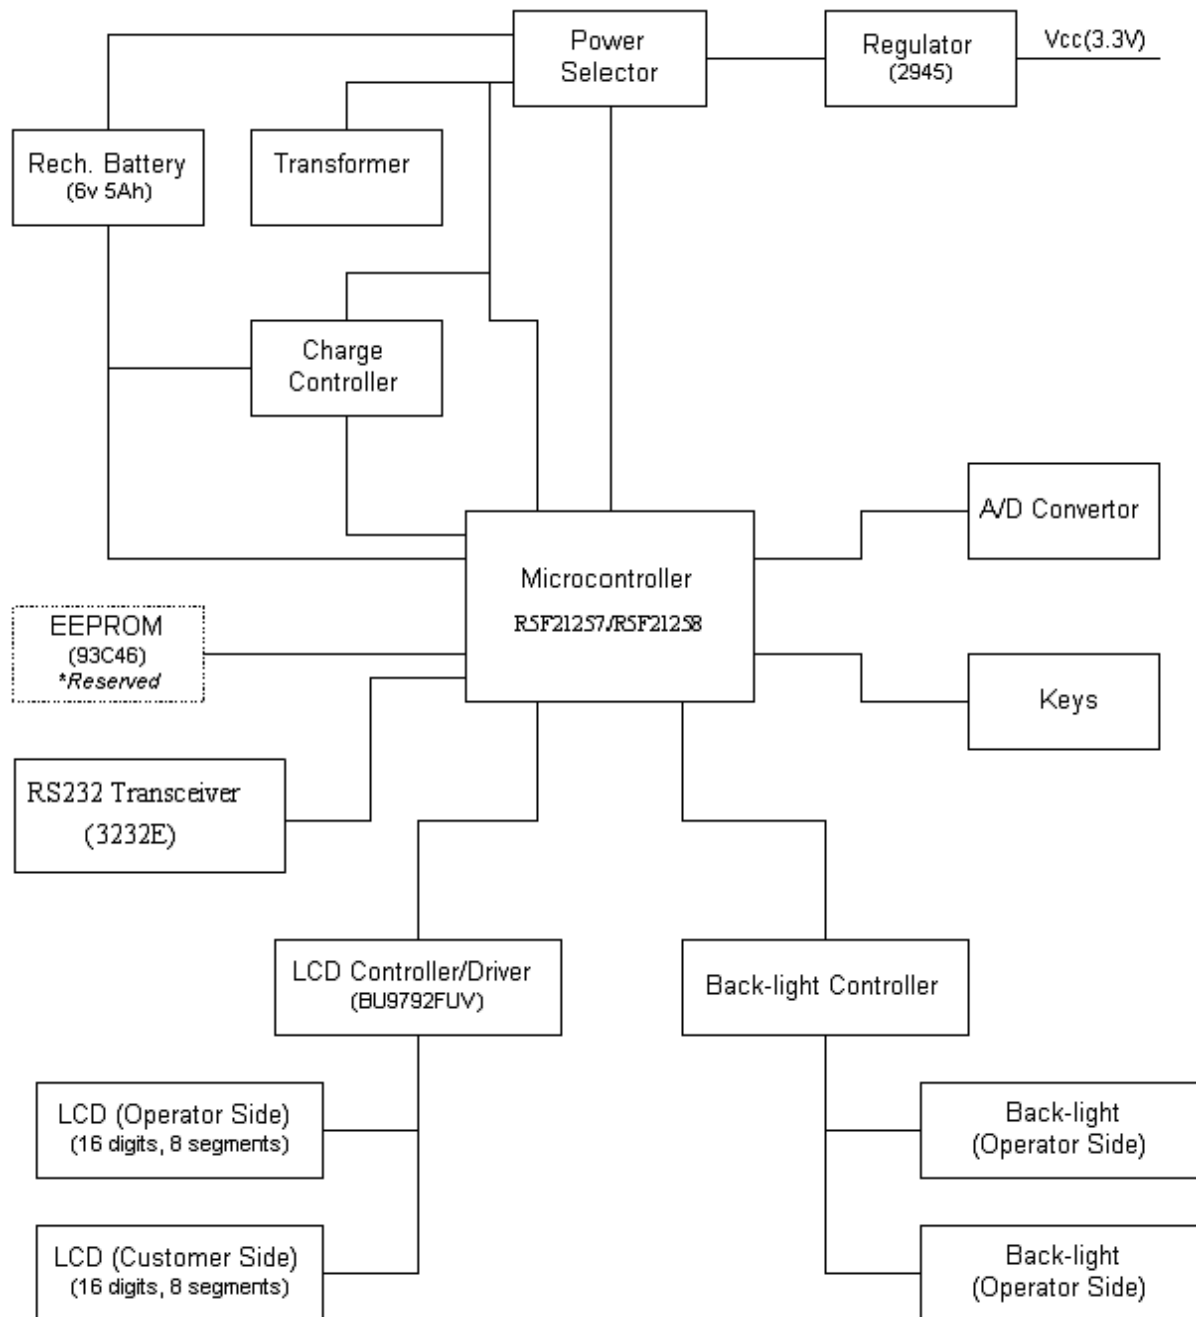 Power
Selector
Regulator
(2945)
Vcc(3.3V)
Rech. Battery
(6v 5Ah)
Transformer
Charge
Controller
A/D Convertor
Microcontroller
R5F21257/R5F21258
EEPROM
(93C46)
*Reserved
Keys
RS232 Transceiver
(3232E)
LCD Controller/Driver
(BU9792FUV)
Back-light Controller
LCD (Operator Side)
(16 digits, 8 segments)
Back-light
(Operator Side)
LCD (Customer Side)
(16 digits, 8 segments)
Back-light
(Operator Side)